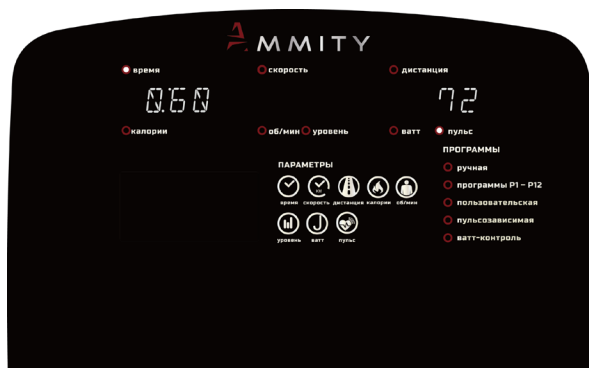 AMMITY
время скорость дистанция
0:60 72
калории об/мин уровень ватт пульс
ПРОГРАММЫ
ручная
ПАРАМЕТРЫ
программы P1 – P12
время скорость дистанция калории об/мин
пользовательская
пульсозависимая
уровень ватт пульс
ватт-контроль